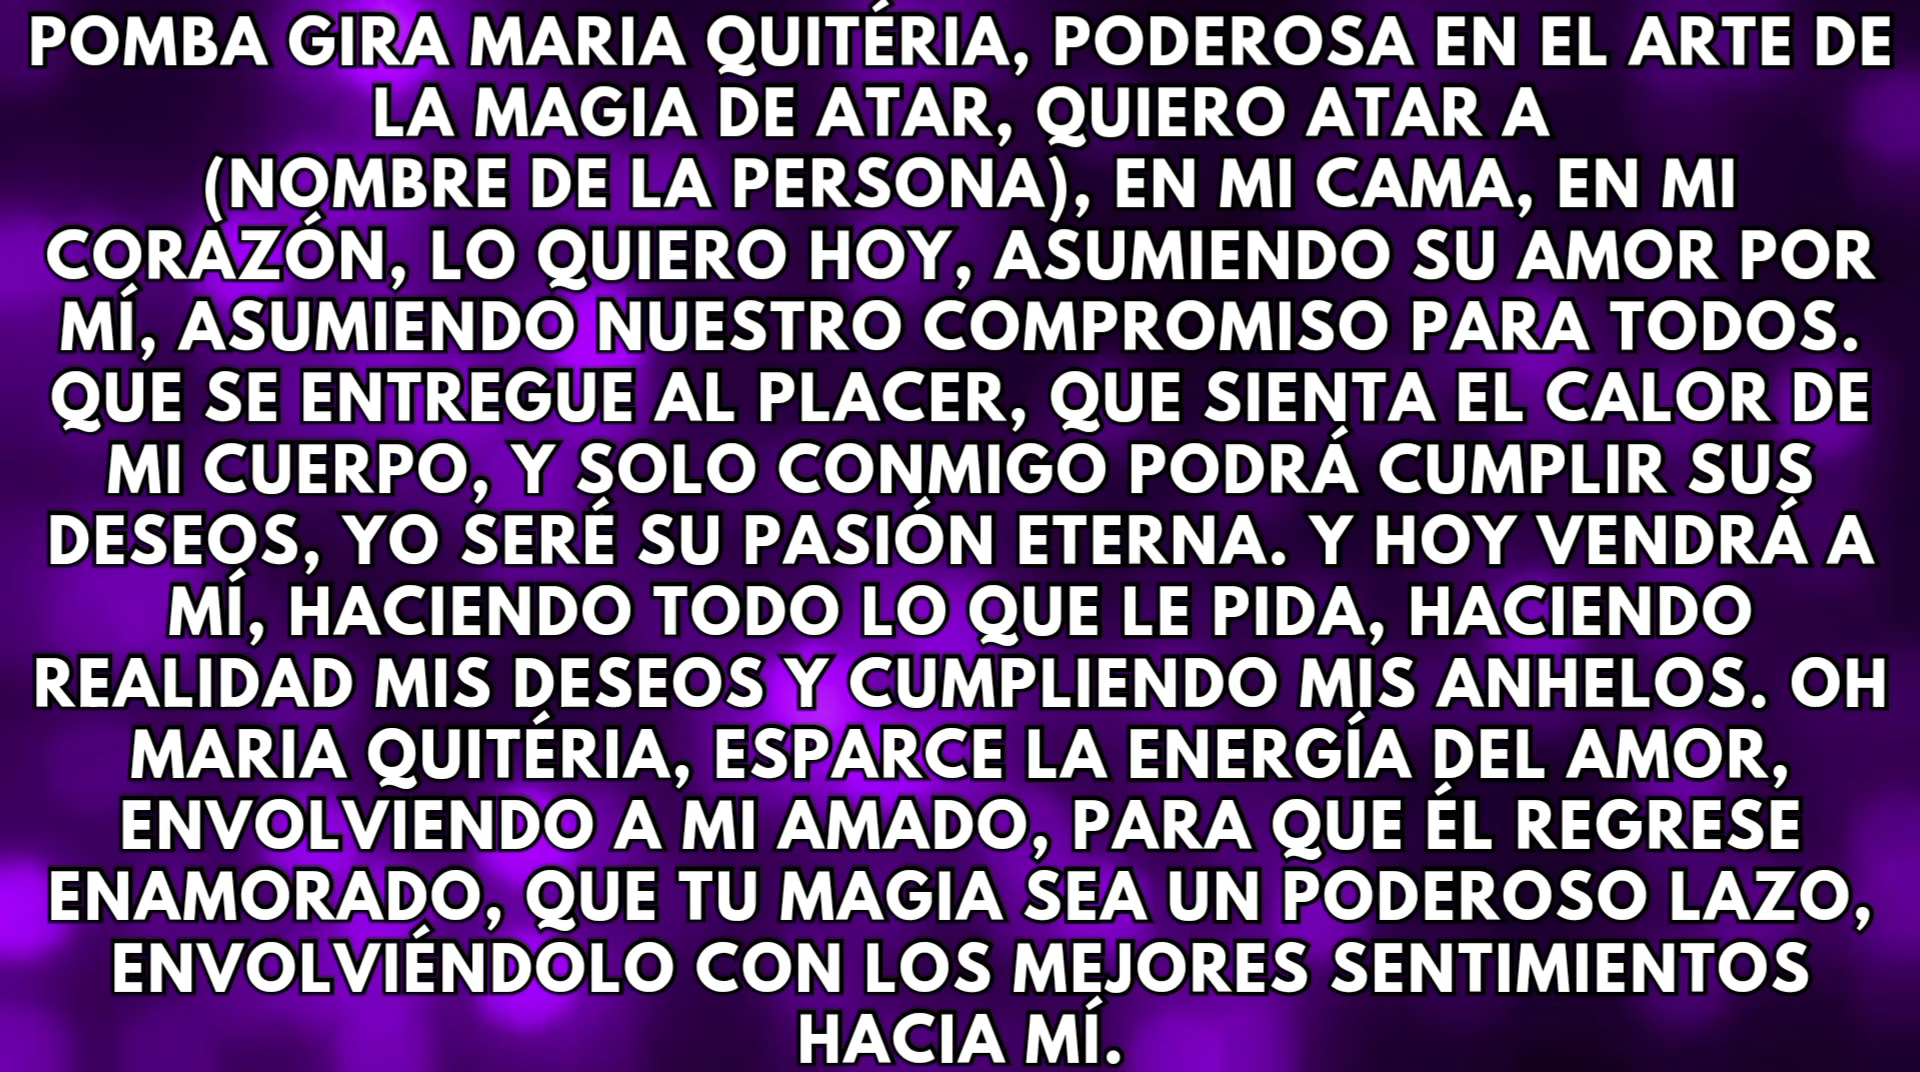 POMBA GIRA MARIA QUITÉRIA, PODEROSA EN EL ARTE DE
LA MAGIA DE ATAR, QUIERO ATAR A
(NOMBRE DE LA PERSONA), EN MI CAMA, EN MI
CORAZÓN, LO QUIERO HOY, ASUMIENDO SU AMOR POR
MÍ, ASUMIENDO NUESTRO COMPROMISO PARA TODOS.
QUE SE ENTREGUE AL PLACER, QUE SIENTA EL CALOR DE
MI CUERPO, Y SOLO CONMIGO PODRÁ CUMPLIR SUS
DESEOS, YO SERÉ SU PASIÓN ETERNA. Y HOY VENDRÁ A
MÍ, HACIENDO TODO LO QUE LE PIDA, HACIENDO
REALIDAD MIS DESEOS Y CUMPLIENDO MIS ANHELOS. OH
MARIA QUITÉRIA, ESPARCE LA ENERGÍA DEL AMOR,
ENVOLVIENDO A MI AMADO, PARA QUE ÉL REGRESE
ENAMORADO, QUE TU MAGIA SEA UN PODEROSO LAZO,
ENVOLVIÉNDOLO CON LOS MEJORES SENTIMIENTOS
HACIA MÍ.